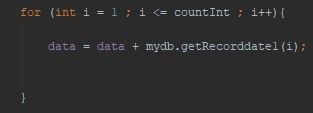 for (int i = 1 ; i <= countInt ; i++){
data = data + mydb.getRecorddate1(i);
}